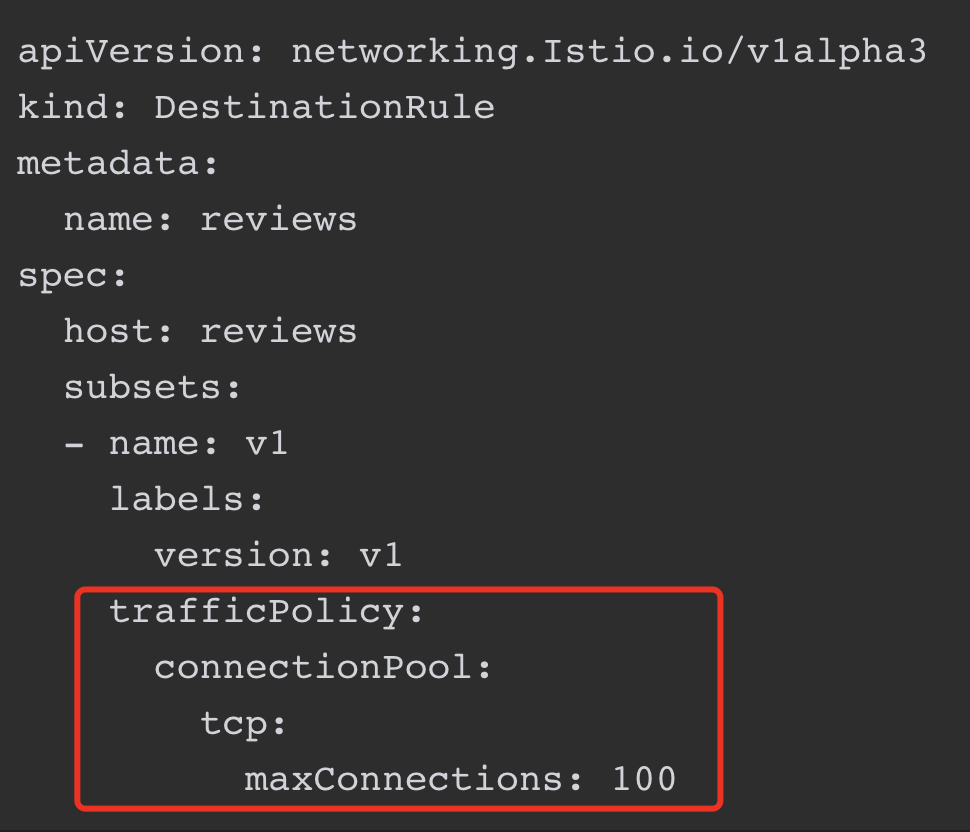 apiVersion: networking.Istio.io/v1alpha3
kind: DestinationRule
metadata:
  name: reviews
spec:
  host: reviews
  subsets:
  - name: v1
    labels:
      version: v1
    trafficPolicy:
      connectionPool:
        tcp:
          maxConnections: 100